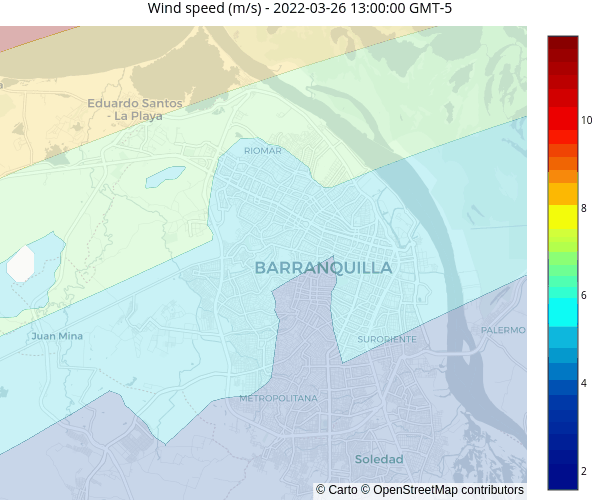 Wind speed (m/s) - 2022-03-26 13:00:00 GMT-5
Eduardo Santos
- La Playa
RIOMAR
BARRANQUILLA
Juan Mina
SURORIENTE
PALERMO
METROPOLITANA
Soledad
© Carto © OpenStreetMap contributors
10
8
6
4
2